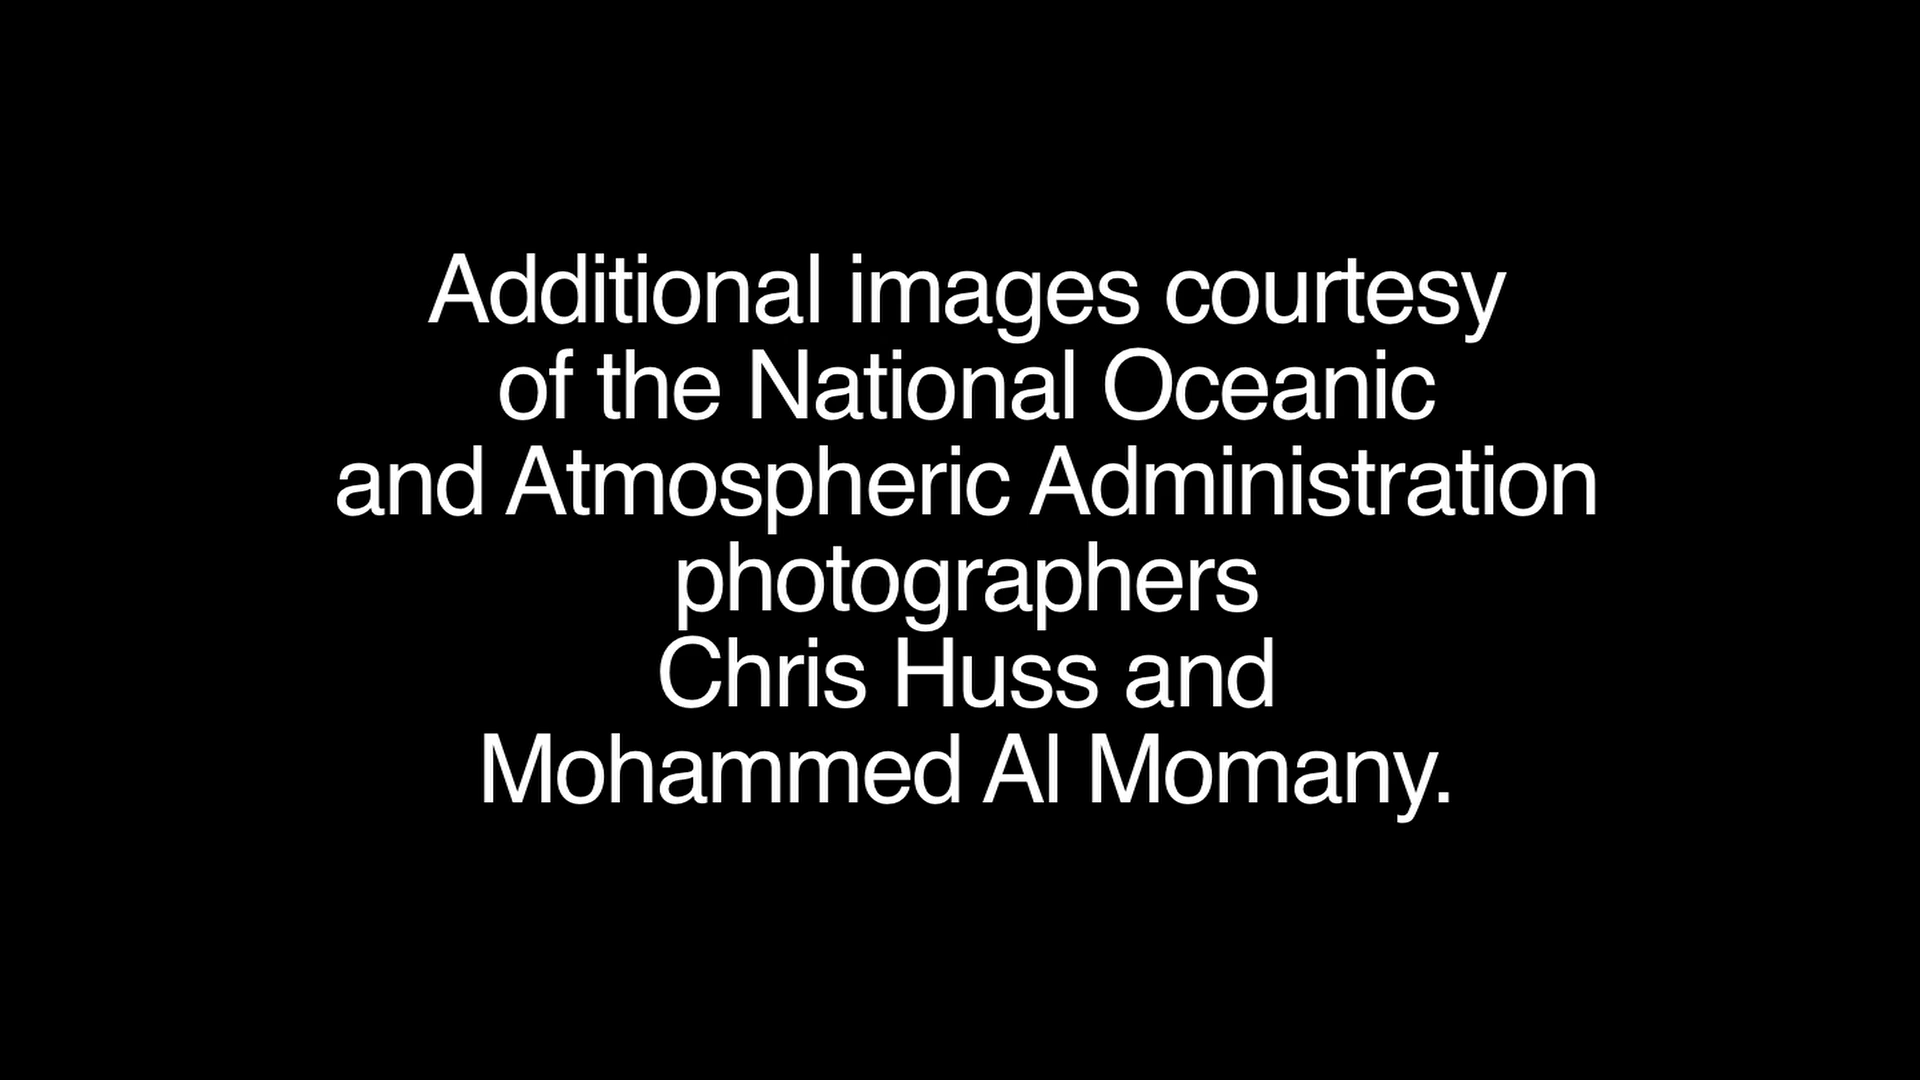 Additional images courtesy
of the National Oceanic
and Atmospheric Administration
photographers
Chris Huss and
Mohammed Al Momany.